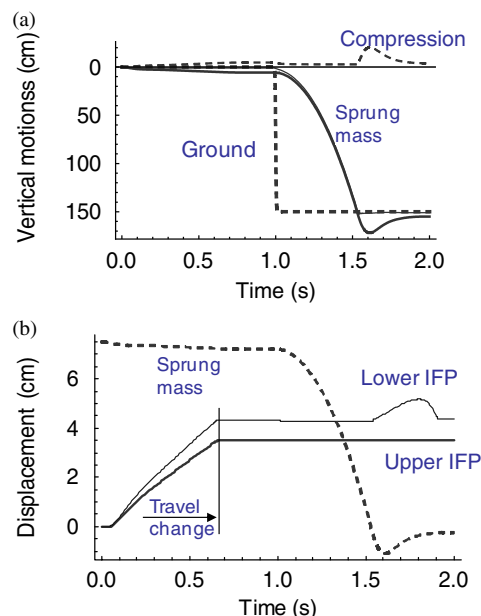 (a)
Compression
0
50
100
150
Vertical motionss (cm)
Sprung
mass
Ground
0.0 0.5 1.0 1.5 2.0
Time (s)
(b)
6
4
2
0
Displacement (cm)
Sprung
mass
Lower IFP
Upper IFP
Travel
change
0.0 0.5 1.0 1.5 2.0
Time (s)